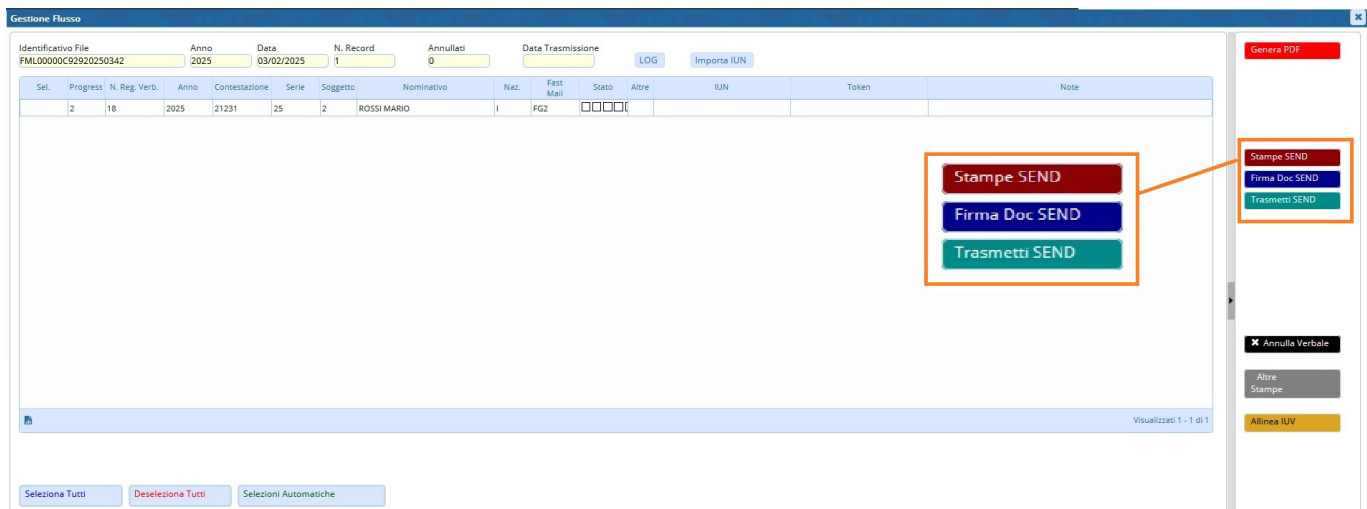 Gestione Flusso
Identificativo File Anno Data N. Record Annullati Data Trasmissione
FML00000C92920250342 2025 03/02/2025 1 0 LOG Importa IUN
Genera PDF
Sel. Progress N. Reg. Verb. Anno Contestazione Serie Soggetto Nominativo Naz. Fast Mail Stato Altre IUN Token Note
2 18 2025 21231 25 2 ROSSI MARIO I FG2
Stampe SEND
Firma Doc SEND
Trasmetti SEND
Stampe SEND
Firma Doc SEND
Trasmetti SEND
Annulla Verbale
Altre
Stampe
Visualizzati 1 - 1 di 1
Allinea IUV
Seleziona Tutti Deseleziona Tutti Selezioni Automatiche